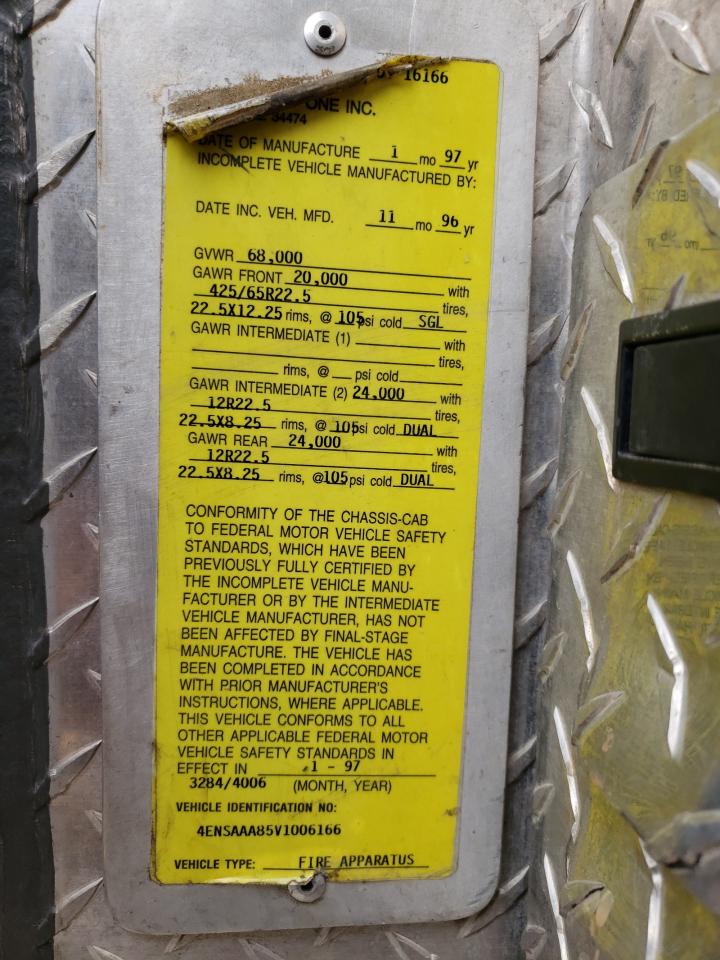 16166
ONE INC.
34474
DATE OF MANUFACTURE 1 mo 97 yr
INCOMPLETE VEHICLE MANUFACTURED BY:
DATE INC. VEH. MFD. 11 mo 96 yr
GVWR 68,000
GAWR FRONT 20,000 with
425/65R22.5 tires,
22.5X12.25 rims, @ 105 psi cold SGL
GAWR INTERMEDIATE (1) with
tires,
rims, @ psi cold
GAWR INTERMEDIATE (2) 24,000 with
12R22.5 tires,
22.5X8.25 rims, @ 105 psi cold DUAL
GAWR REAR 24,000 with
12R22.5 tires,
22.5X8.25 rims, @ 105 psi cold DUAL
CONFORMITY OF THE CHASSIS-CAB
TO FEDERAL MOTOR VEHICLE SAFETY
STANDARDS, WHICH HAVE BEEN
PREVIOUSLY FULLY CERTIFIED BY
THE INCOMPLETE VEHICLE MANU-
FACTURER OR BY THE INTERMEDIATE
VEHICLE MANUFACTURER, HAS NOT
BEEN AFFECTED BY FINAL-STAGE
MANUFACTURE. THE VEHICLE HAS
BEEN COMPLETED IN ACCORDANCE
WITH PRIOR MANUFACTURER'S
INSTRUCTIONS, WHERE APPLICABLE.
THIS VEHICLE CONFORMS TO ALL
OTHER APPLICABLE FEDERAL MOTOR
VEHICLE SAFETY STANDARDS IN
EFFECT IN 1 - 97
3284/4006 (MONTH, YEAR)
VEHICLE IDENTIFICATION NO:
4ENSAAA85V1006166
VEHICLE TYPE: FIRE APPARATUS